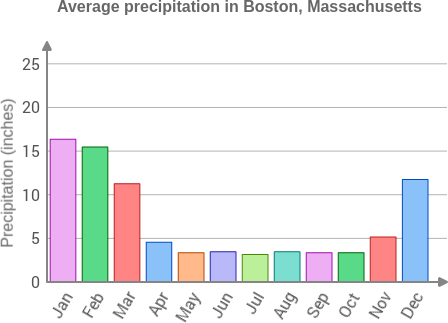 Average precipitation in Boston, Massachusetts
Precipitation (inches)
25
20
15
10
5
0
Jan Feb Mar Apr May Jun Jul Aug Sep Oct Nov Dec